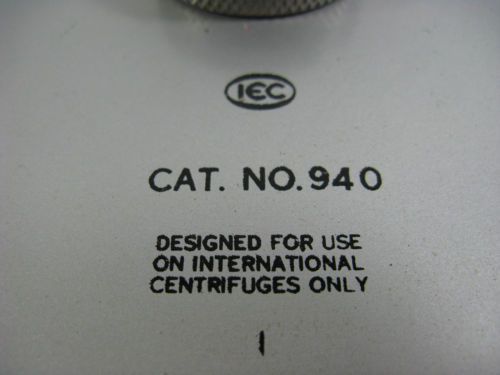 IEC
CAT. NO. 940
DESIGNED FOR USE
ON INTERNATIONAL
CENTRIFUGES ONLY
I